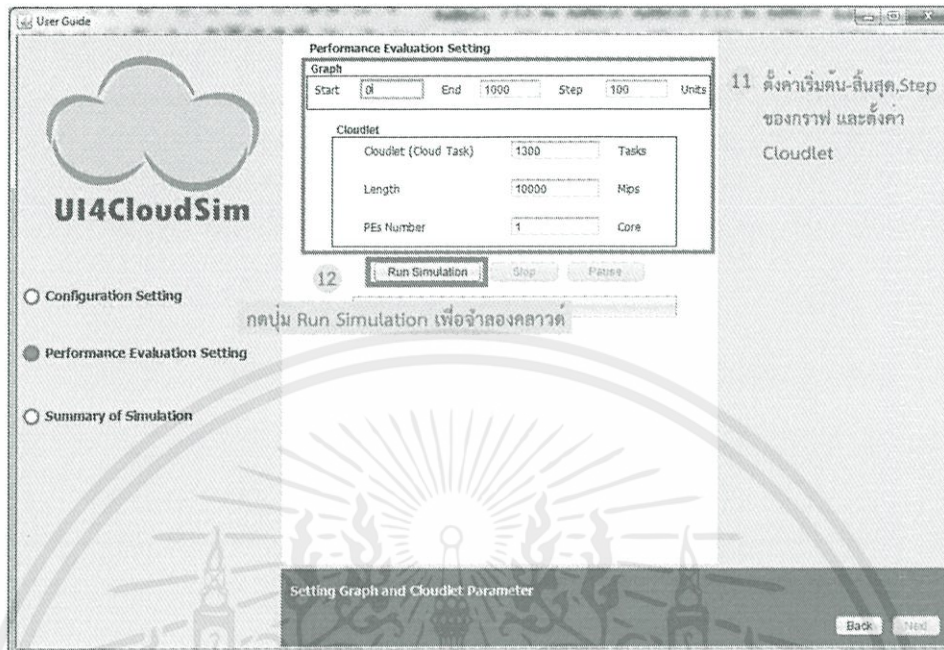 User Guide
UI4CloudSim
Configuration Setting
Performance Evaluation Setting
Summary of Simulation
Performance Evaluation Setting
Graph
Start 0 End 1000 Step 100 Units
Cloudlet
Cloudlet (Cloud Task) 1300 Tasks
Length 10000 Mips
PEs Number 1 Core
12 Run Simulation Stop Pause
กดปุ่ม Run Simulation เพื่อจำลองคลาวด์
11 ตั้งค่าเริ่มต้น-สิ้นสุด,Step
ของกราฟ และตั้งค่า
Cloudlet
Setting Graph and Cloudlet Parameter
Back Next